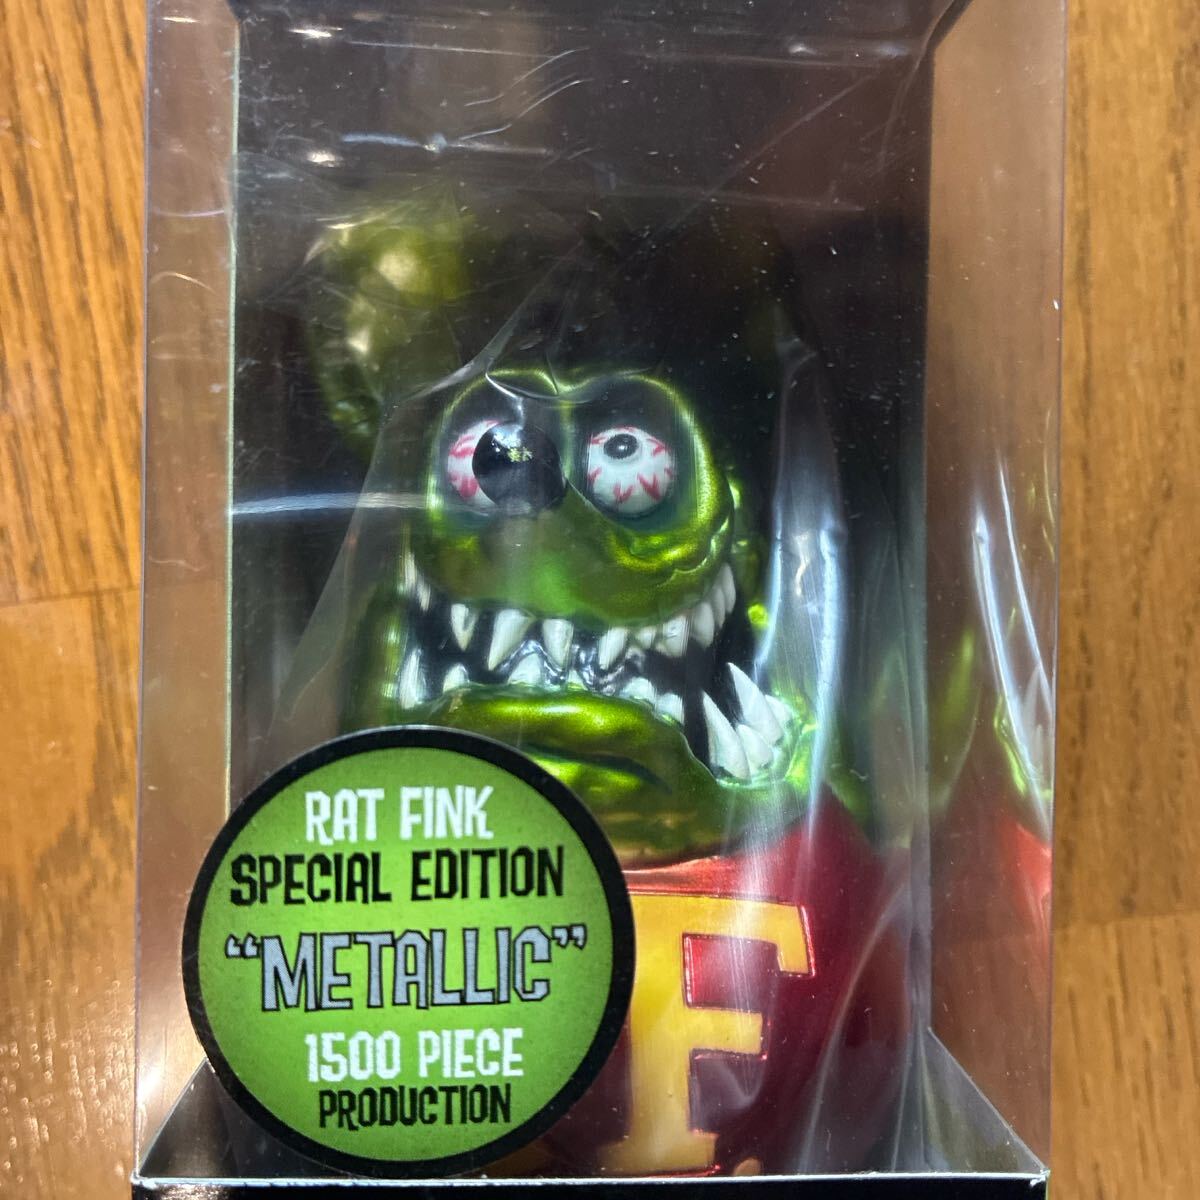 RAT FINK
SPECIAL EDITION
“METALLIC”
1500 PIECE
PRODUCTION
F.